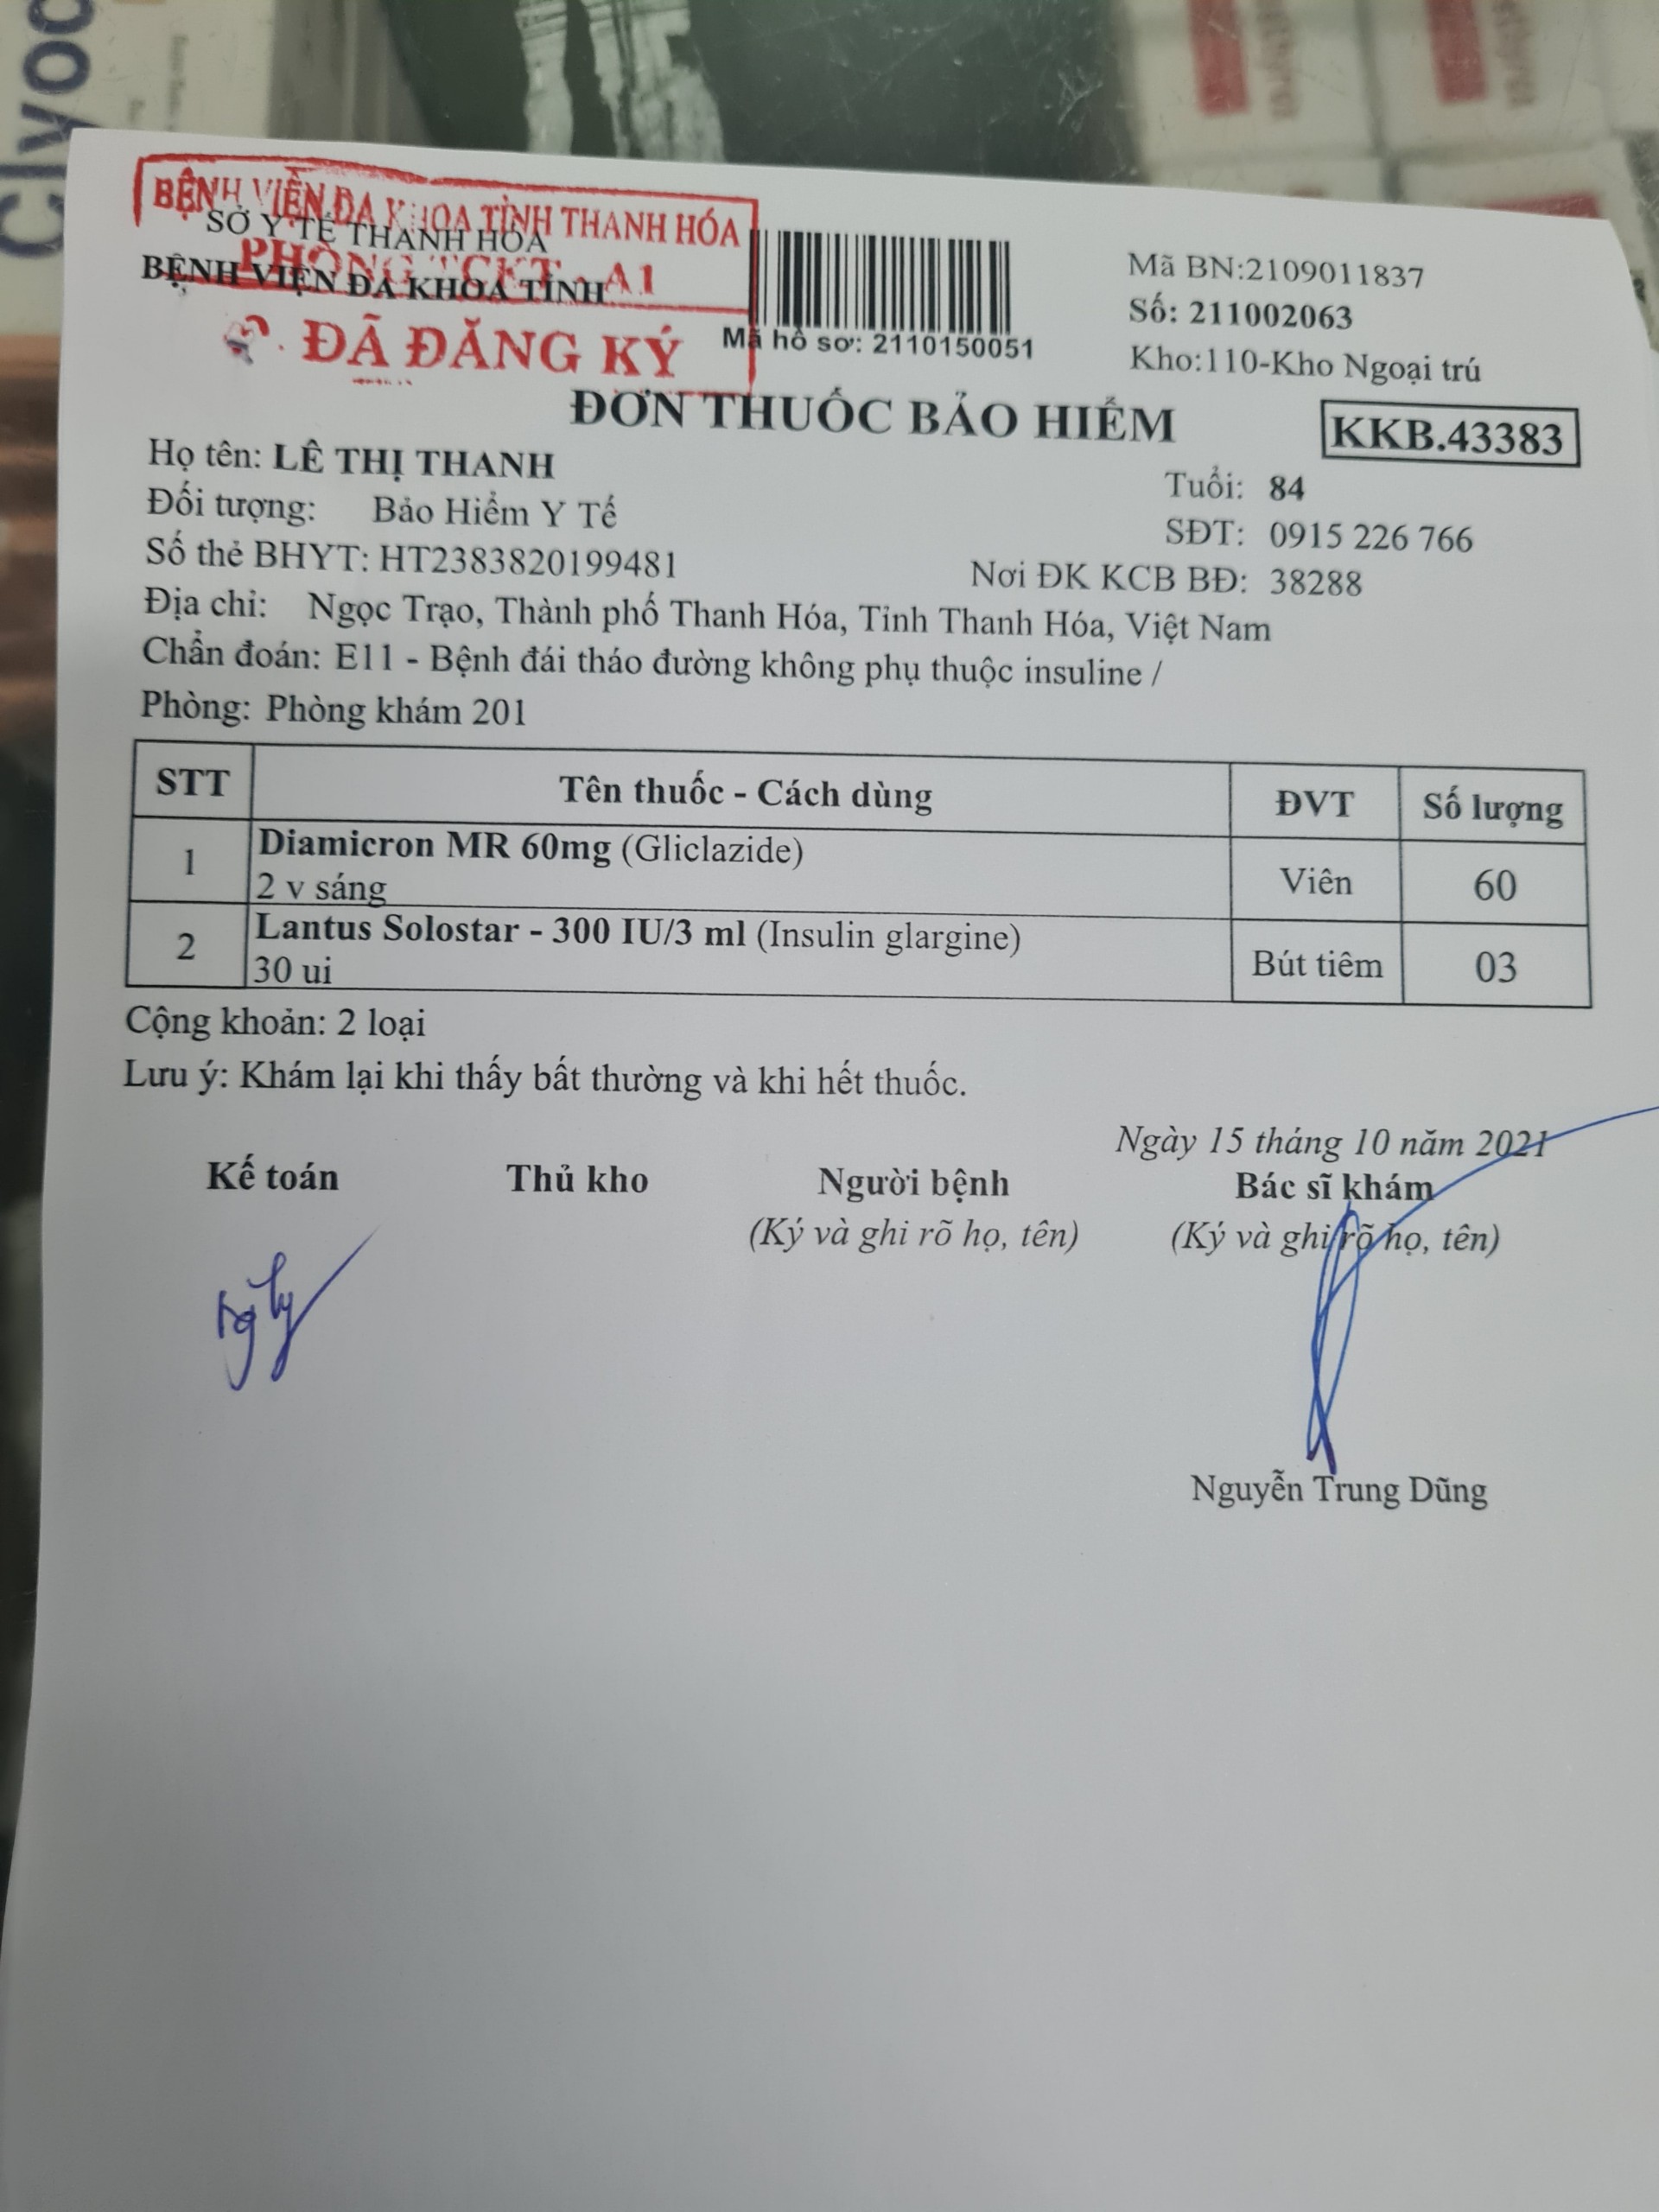 Clyoc
BỆNH VIỆN ĐA KHOA TỈNH THANH HÓA
SỞ Y TẾ THANH HÓA
PHÒNG TCKT - A1
BỆNH VIỆN ĐA KHOA TỈNH
ĐÃ ĐĂNG KÝ
Mã hồ sơ: 2110150051
Mã BN:2109011837
Số: 211002063
Kho:110-Kho Ngoại trú
ĐƠN THUỐC BẢO HIỂM
KKB.43383
Họ tên: LÊ THỊ THANH
Tuổi: 84
Đối tượng: Bảo Hiểm Y Tế
SĐT: 0915 226 766
Số thẻ BHYT: HT2383820199481
Nơi ĐK KCB BĐ: 38288
Địa chỉ: Ngọc Trạo, Thành phố Thanh Hóa, Tỉnh Thanh Hóa, Việt Nam
Chẩn đoán: E11 - Bệnh đái tháo đường không phụ thuộc insuline /
Phòng: Phòng khám 201
STT Tên thuốc - Cách dùng ĐVT Số lượng
1 Diamicron MR 60mg (Gliclazide) Viên 60
2 v sáng
2 Lantus Solostar - 300 IU/3 ml (Insulin glargine) Bút tiêm 03
30 ui
Cộng khoản: 2 loại
Lưu ý: Khám lại khi thấy bất thường và khi hết thuốc.
Ngày 15 tháng 10 năm 2021
Kế toán Thủ kho Người bệnh Bác sĩ khám
(Ký và ghi rõ họ, tên) (Ký và ghi rõ họ, tên)
Nguyễn Trung Dũng